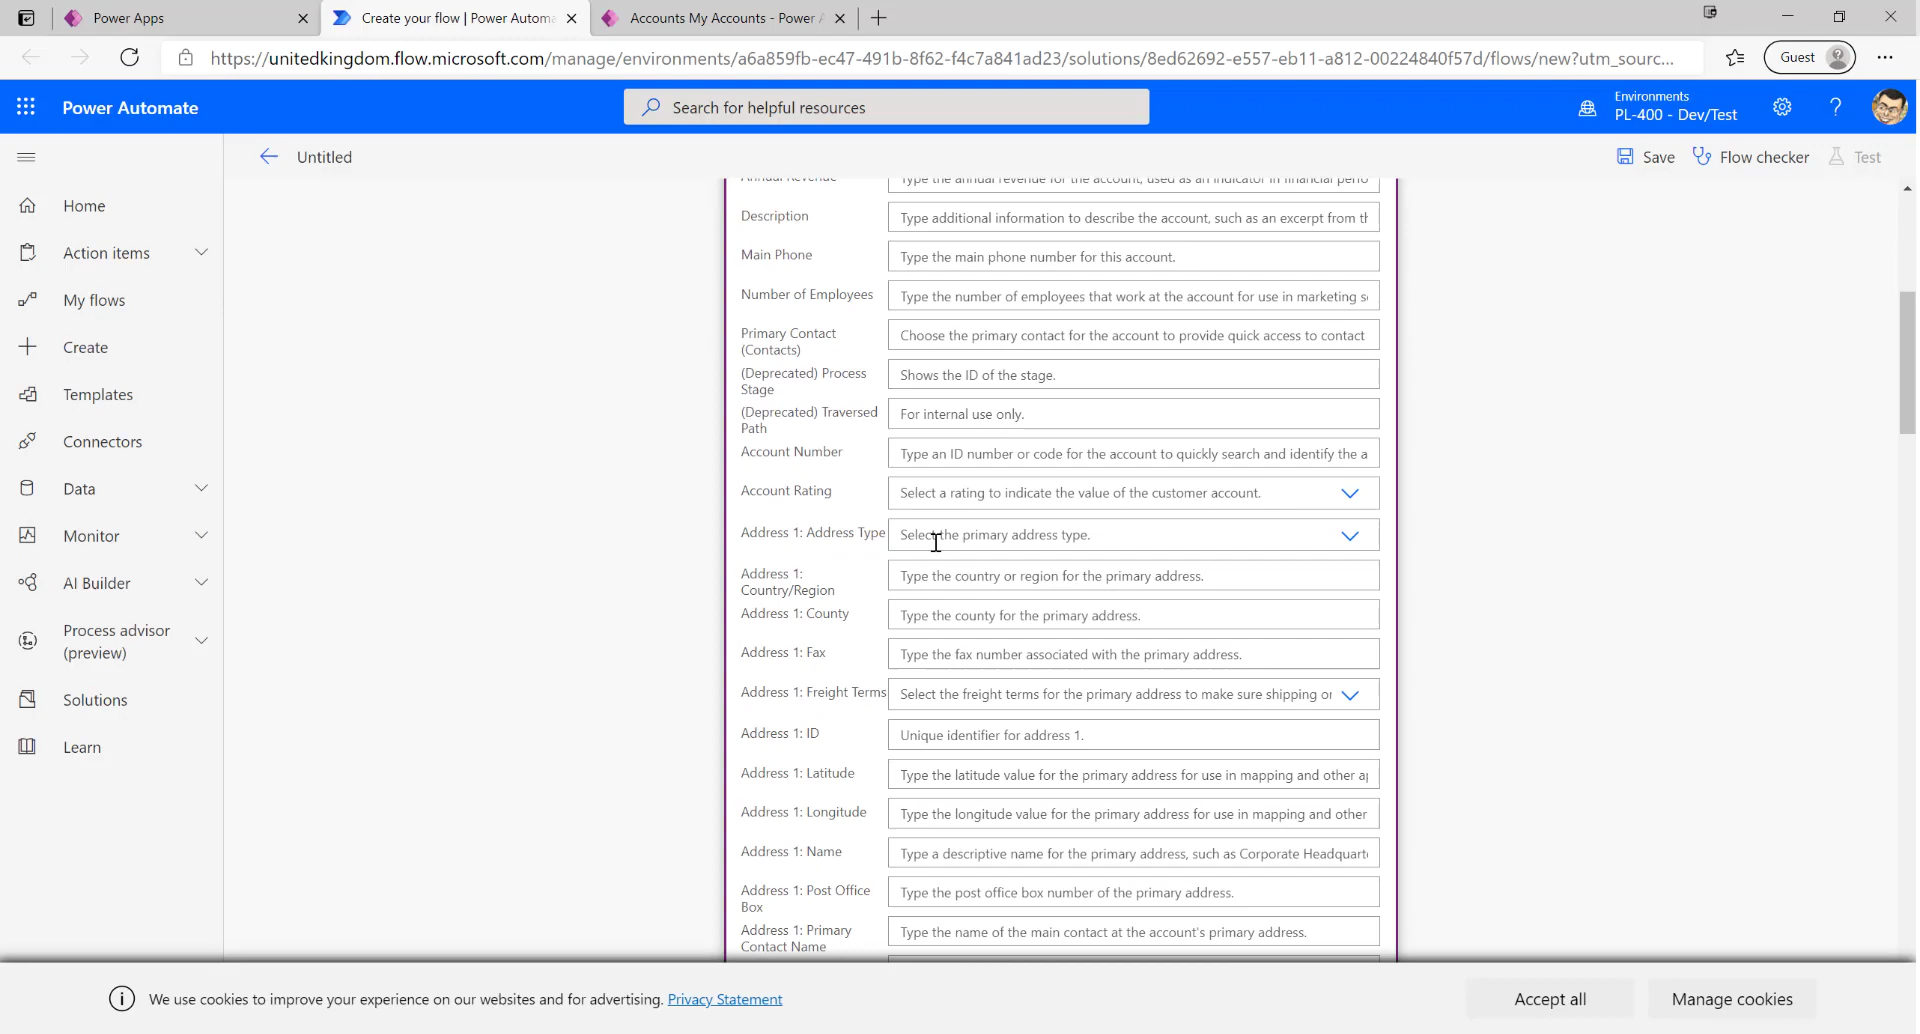 Power Apps
Create your flow | Power Automa
Accounts My Accounts - Power A
https://unitedkingdom.flow.microsoft.com/manage/environments/a6a859fb-ec47-491b-8f62-f4c7a841ad23/solutions/8ed62692-e557-eb11-a812-00224840f57d/flows/new?utm_sourc...
Guest
Power Automate
Search for helpful resources
Environments
PL-400 - Dev/Test
Untitled
Save
Flow checker
Test
Home
Action items
My flows
Create
Templates
Connectors
Data
Monitor
AI Builder
Process advisor
(preview)
Solutions
Learn
Annual Revenue
Type the annual revenue for the account, used as an indicator in financial perfo
Description
Type additional information to describe the account, such as an excerpt from th
Main Phone
Type the main phone number for this account.
Number of Employees
Type the number of employees that work at the account for use in marketing s
Primary Contact
(Contacts)
Choose the primary contact for the account to provide quick access to contact
(Deprecated) Process
Stage
Shows the ID of the stage.
(Deprecated) Traversed
Path
For internal use only.
Account Number
Type an ID number or code for the account to quickly search and identify the a
Account Rating
Select a rating to indicate the value of the customer account.
Address 1: Address Type
Select the primary address type.
Address 1:
Country/Region
Type the country or region for the primary address.
Address 1: County
Type the county for the primary address.
Address 1: Fax
Type the fax number associated with the primary address.
Address 1: Freight Terms
Select the freight terms for the primary address to make sure shipping or
Address 1: ID
Unique identifier for address 1.
Address 1: Latitude
Type the latitude value for the primary address for use in mapping and other a
Address 1: Longitude
Type the longitude value for the primary address for use in mapping and other
Address 1: Name
Type a descriptive name for the primary address, such as Corporate Headquart
Address 1: Post Office
Box
Type the post office box number of the primary address.
Address 1: Primary
Contact Name
Type the name of the main contact at the account's primary address.
We use cookies to improve your experience on our websites and for advertising. Privacy Statement
Accept all
Manage cookies